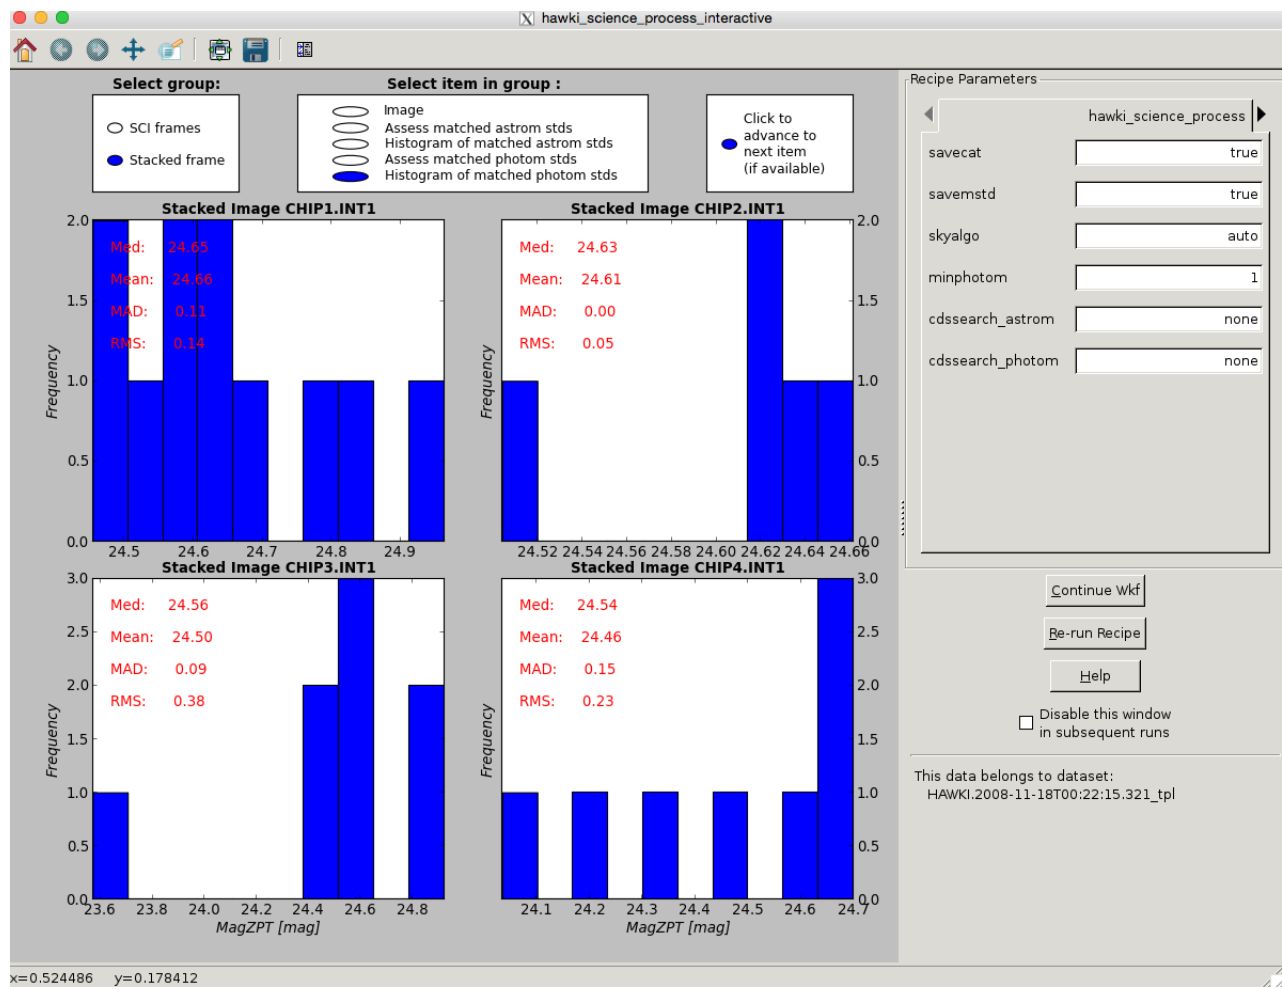 hawki_science_process_interactive
Select group:
SCI frames
Stacked frame
Select item in group :
Image
Assess matched astrom stds
Histogram of matched astrom stds
Assess matched photom stds
Histogram of matched photom stds
Click to
advance to
next item
(if available)
Stacked Image CHIP1.INT1
Med: 24.65
Mean: 24.66
MAD: 0.11
RMS: 0.14
2.0
1.5
1.0
0.5
0.0
Frequency
24.5 24.6 24.7 24.8 24.9
Stacked Image CHIP2.INT1
Med: 24.63
Mean: 24.61
MAD: 0.00
RMS: 0.05
2.0
1.5
1.0
0.5
0.0
Frequency
24.52 24.54 24.56 24.58 24.60 24.62 24.64 24.66
Stacked Image CHIP3.INT1
Med: 24.56
Mean: 24.50
MAD: 0.09
RMS: 0.38
3.0
2.5
2.0
1.5
1.0
0.5
0.0
Frequency
23.6 23.8 24.0 24.2 24.4 24.6 24.8
MagZPT [mag]
Stacked Image CHIP4.INT1
Med: 24.54
Mean: 24.46
MAD: 0.15
RMS: 0.23
3.0
2.5
2.0
1.5
1.0
0.5
0.0
Frequency
24.1 24.2 24.3 24.4 24.5 24.6 24.7
MagZPT [mag]
Recipe Parameters
hawki_science_process
savecat true
savemstd true
skyalgo auto
minphotom 1
cdssearch_astrom none
cdssearch_photom none
Continue Wkf
Re-run Recipe
Help
Disable this window
in subsequent runs
This data belongs to dataset:
HAWKI.2008-11-18T00:22:15.321_tpl
x=0.524486 y=0.178412